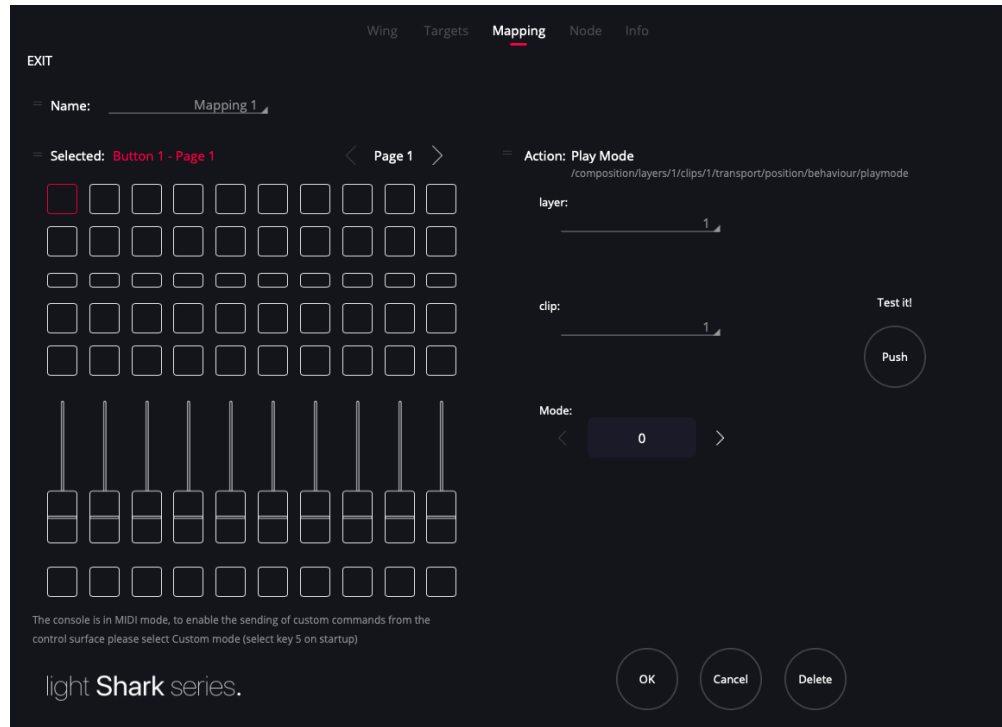 Wing Targets Mapping Node Info
EXIT
Name: Mapping 1
Selected: Button 1 - Page 1
Page 1
Action: Play Mode
/composition/layers/1/clips/1/transport/position/behaviour/playmode
layer:
1
clip:
1
Test it!
Push
Mode:
0
The console is in MIDI mode, to enable the sending of custom commands from the
control surface please select Custom mode (select key 5 on startup)
light Shark series.
OK Cancel Delete